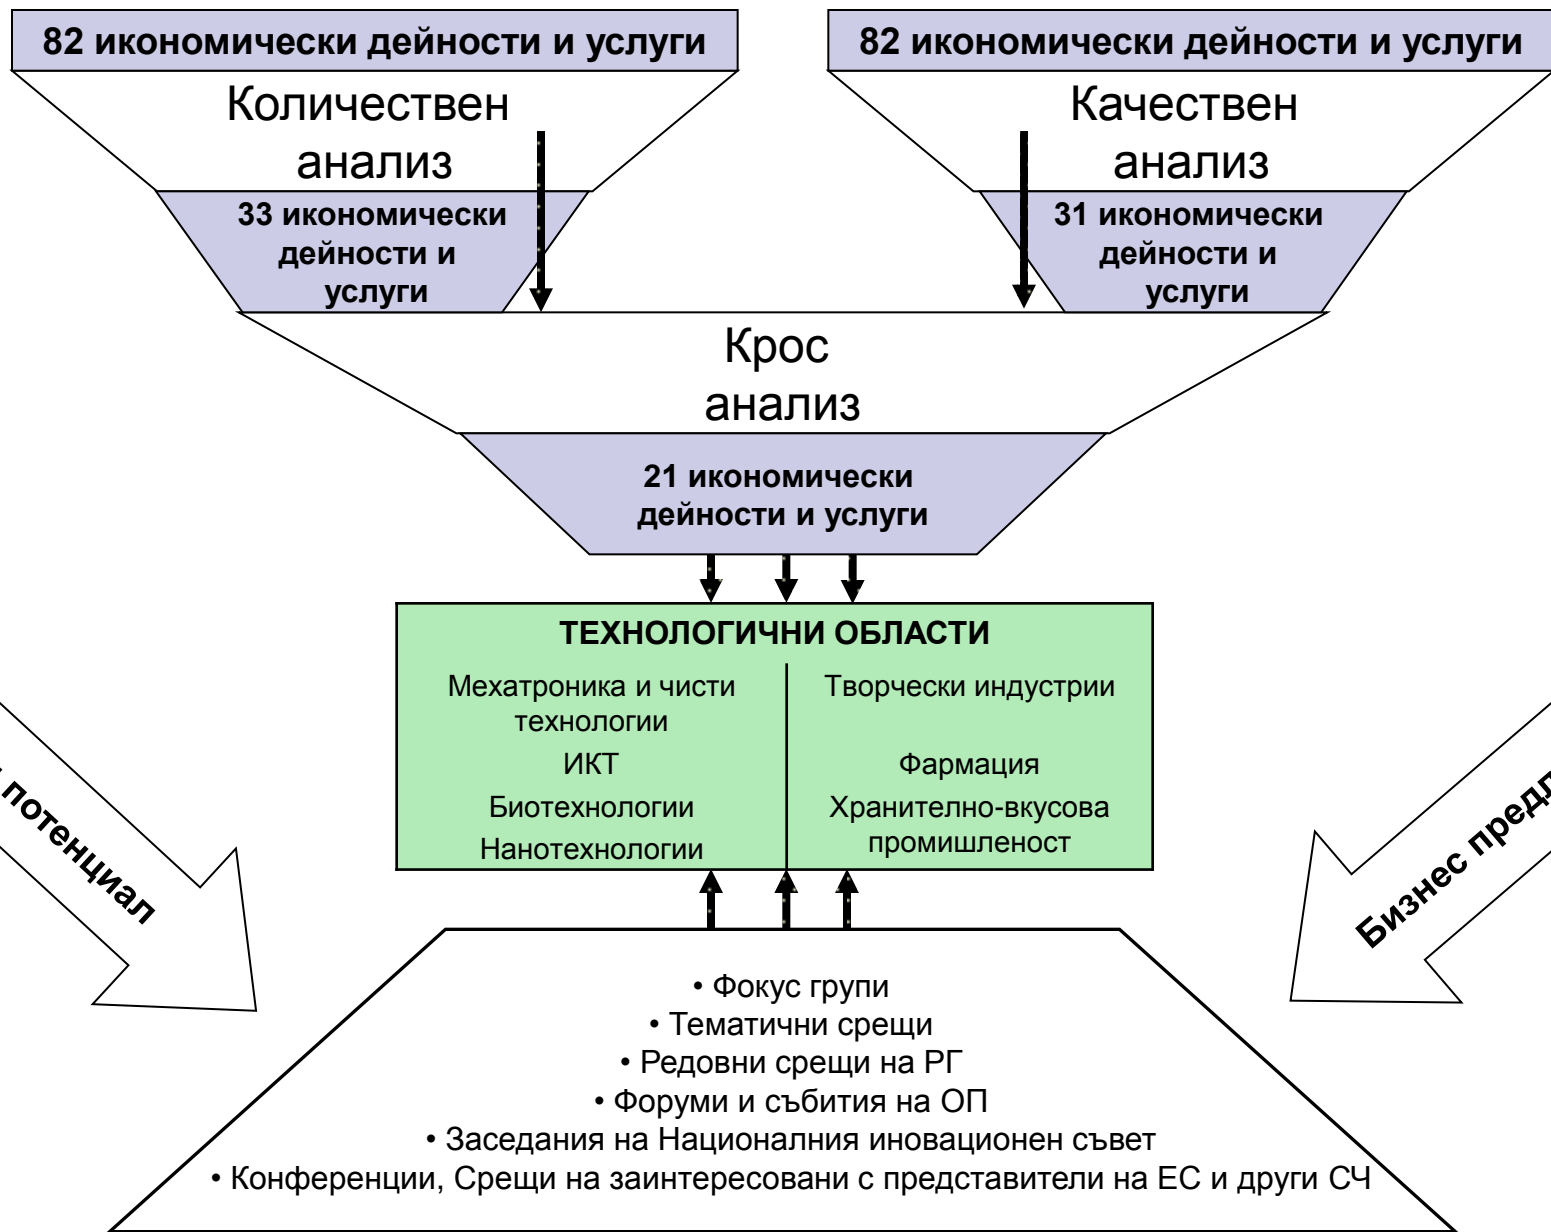 82 икономически дейности и услуги
Количествен
анализ
33 икономически
дейности и
услуги
82 икономически дейности и услуги
Качествен
анализ
31 икономически
дейности и
услуги
Крос
анализ
21 икономически
дейности и услуги
ТЕХНОЛОГИЧНИ ОБЛАСТИ
Мехатроника и чисти
технологии
ИКТ
Биотехнологии
Нанотехнологии
Творчески индустрии
Фармация
Хранително-вкусова
промишленост
потенциал
Бизнес
• Фокус групи
• Тематични срещи
• Редовни срещи на РГ
• Форуми и събития на ОП
• Заседания на Националния иновационен съвет
• Конференции, Срещи на заинтересовани с представители на ЕС и други СЧ